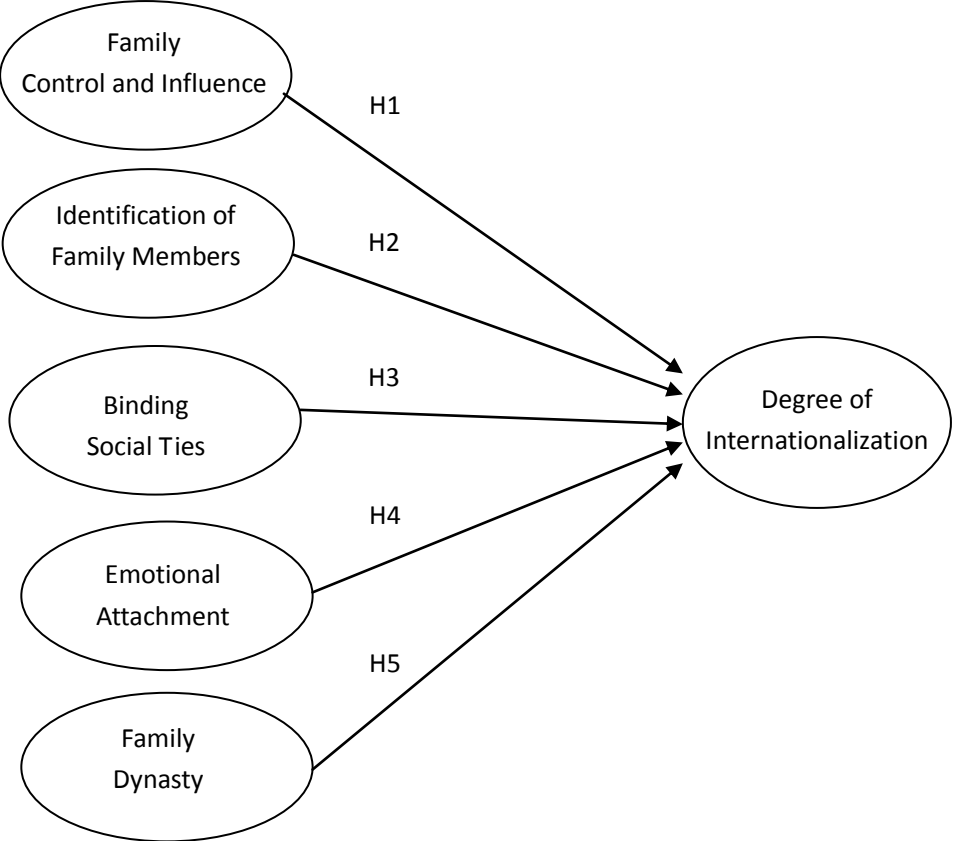 Family
Control and Influence
H1
Identification of
Family Members
H2
Binding
Social Ties
H3
Emotional
Attachment
H4
Family
Dynasty
H5
Degree of
Internationalization